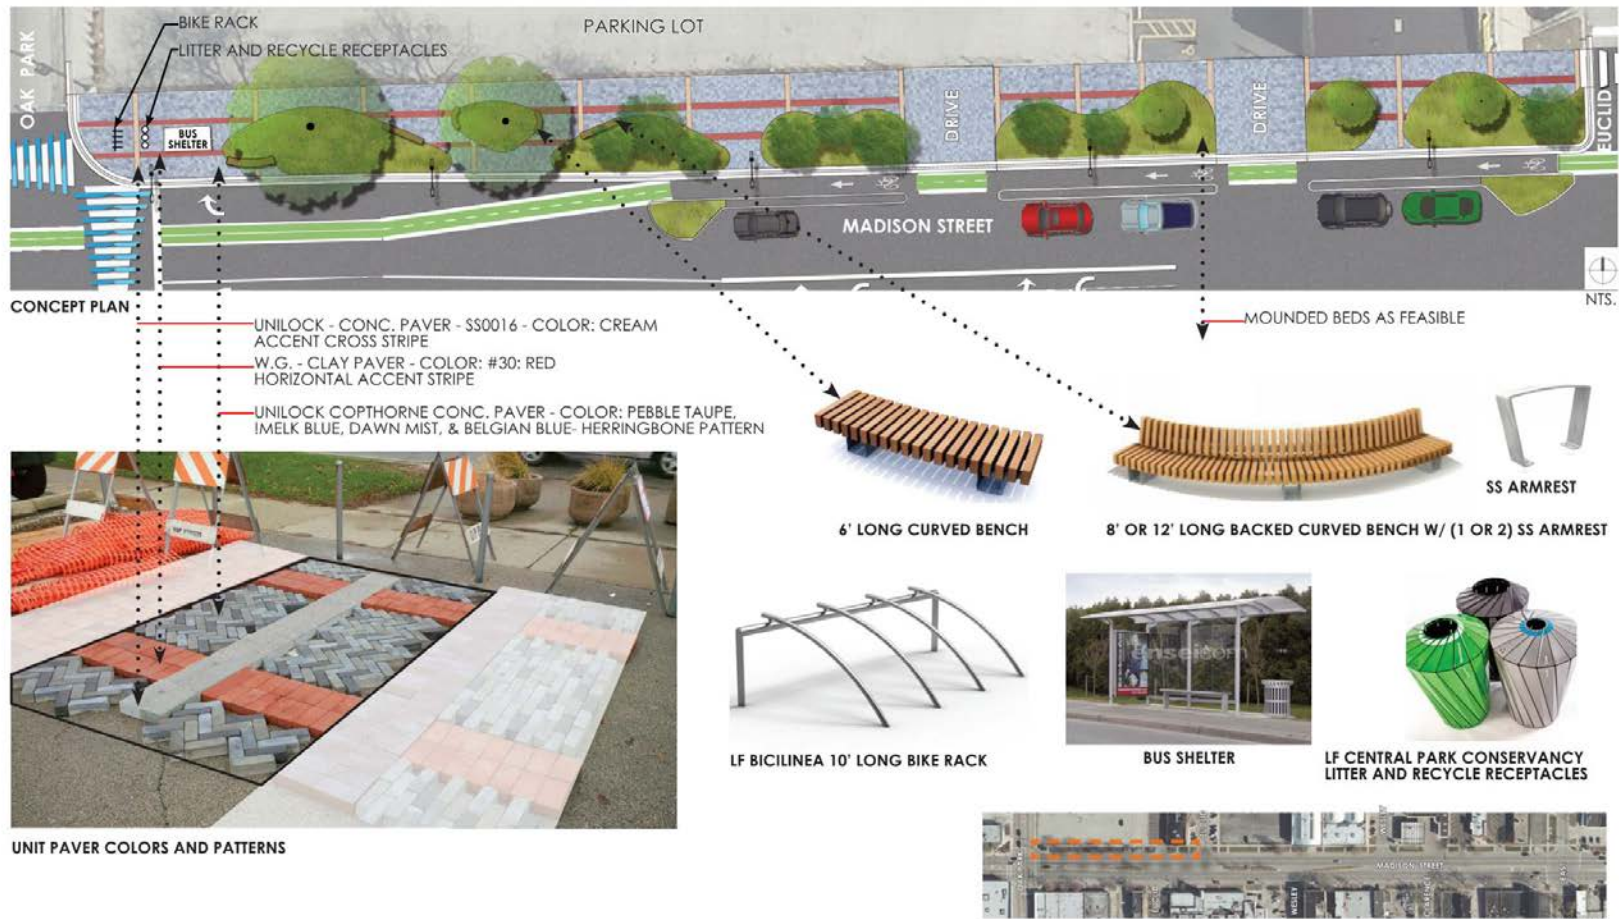 BIKE RACK
LITTER AND RECYCLE RECEPTACLES
PARKING LOT
OAK PARK
BUS
SHELTER
DRIVE
DRIVE
EUCLID
MADISON STREET
CONCEPT PLAN
NTS.
UNILOCK - CONC. PAVER - SS0016 - COLOR: CREAM
ACCENT CROSS STRIPE
W.G. - CLAY PAVER - COLOR: #30: RED
HORIZONTAL ACCENT STRIPE
UNILOCK COPTHORNE CONC. PAVER - COLOR: PEBBLE TAUPE,
!MELK BLUE, DAWN MIST, & BELGIAN BLUE- HERRINGBONE PATTERN
MOUNDED BEDS AS FEASIBLE
6' LONG CURVED BENCH
8' OR 12' LONG BACKED CURVED BENCH W/ (1 OR 2) SS ARMREST
SS ARMREST
LF BICILINEA 10' LONG BIKE RACK
BUS SHELTER
LF CENTRAL PARK CONSERVANCY
LITTER AND RECYCLE RECEPTACLES
UNIT PAVER COLORS AND PATTERNS
OAK PARK
EUCLID
MADISON STREET
WESLEY